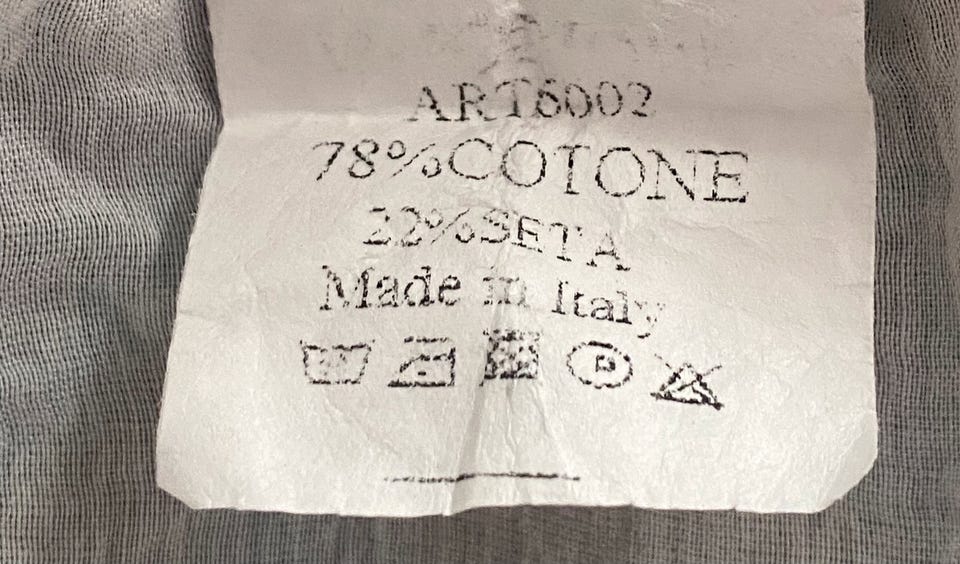 ART6002
78%COTONE
22%SETA
Made in Italy
P